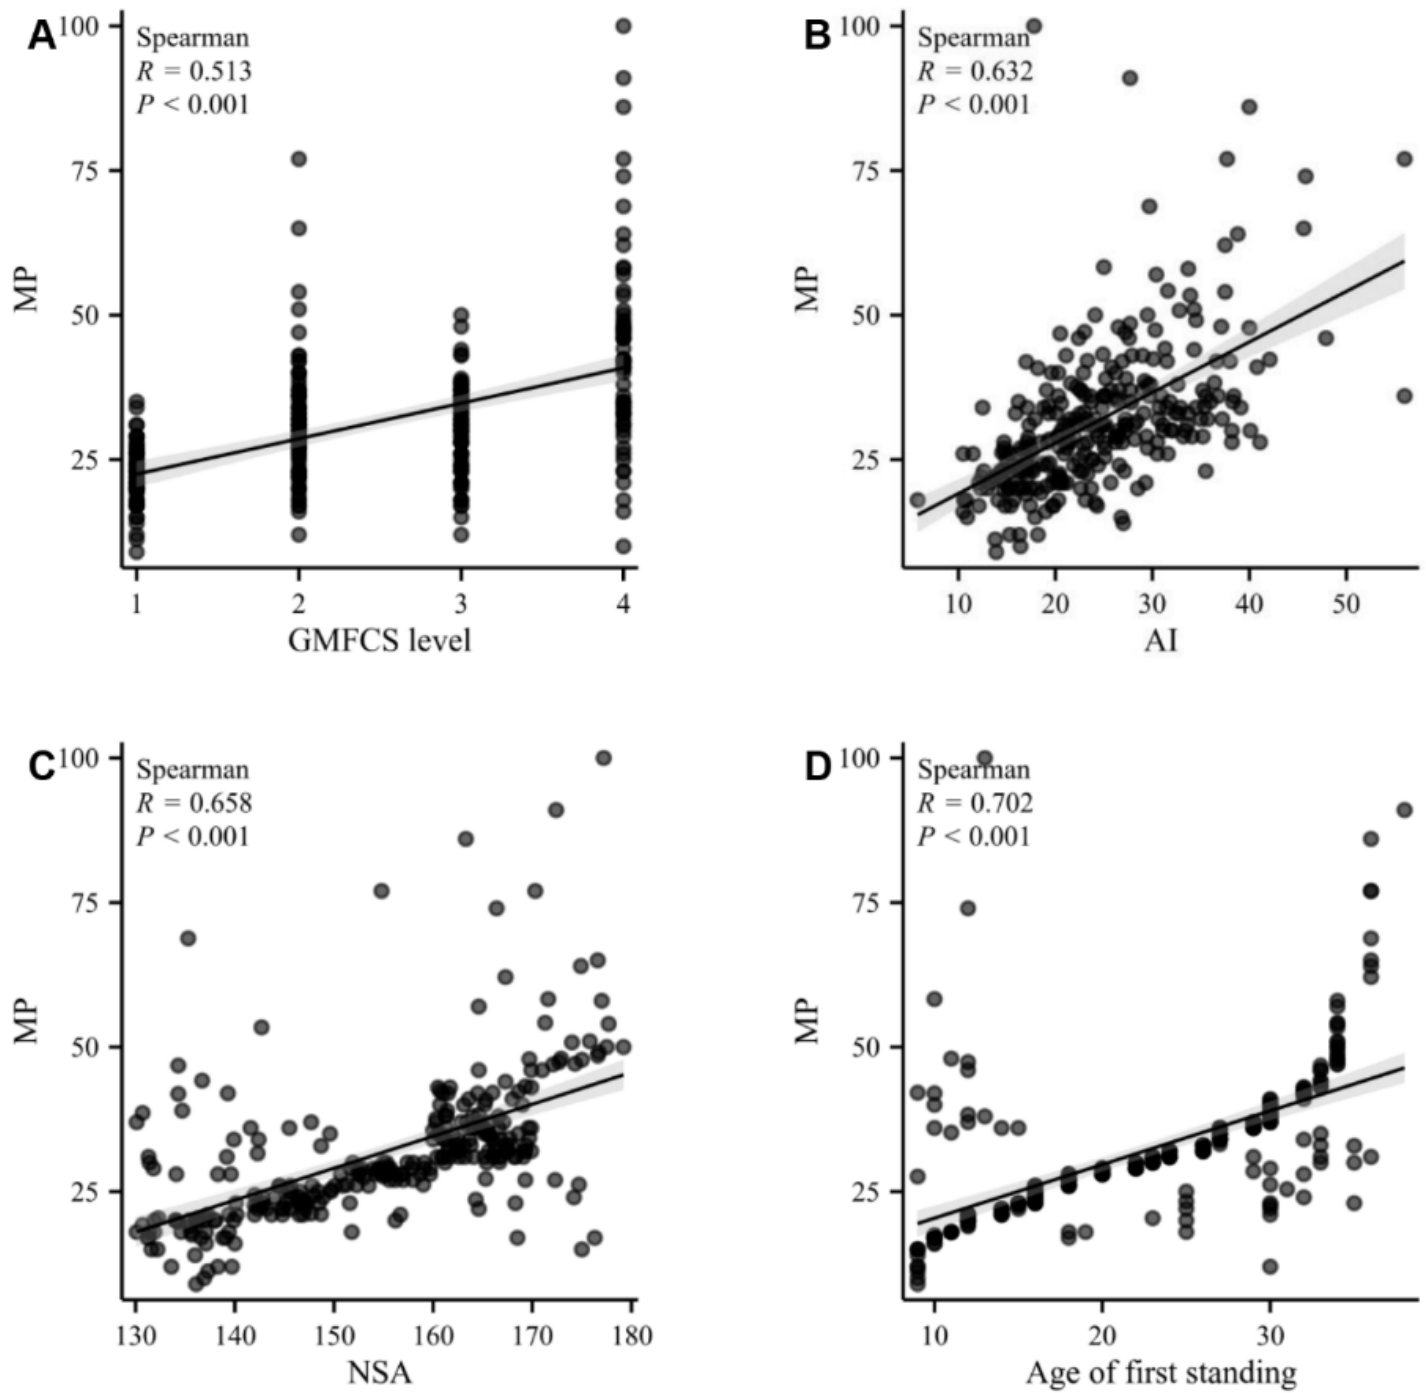 A
100
Spearman
R = 0.513
P < 0.001
75
50
25
MP
1 2 3 4
GMFCS level
B
100
Spearman
R = 0.632
P < 0.001
75
50
25
MP
10 20 30 40 50
AI
C
100
Spearman
R = 0.658
P < 0.001
75
50
25
MP
130 140 150 160 170 180
NSA
D
100
Spearman
R = 0.702
P < 0.001
75
50
25
MP
10 20 30
Age of first standing